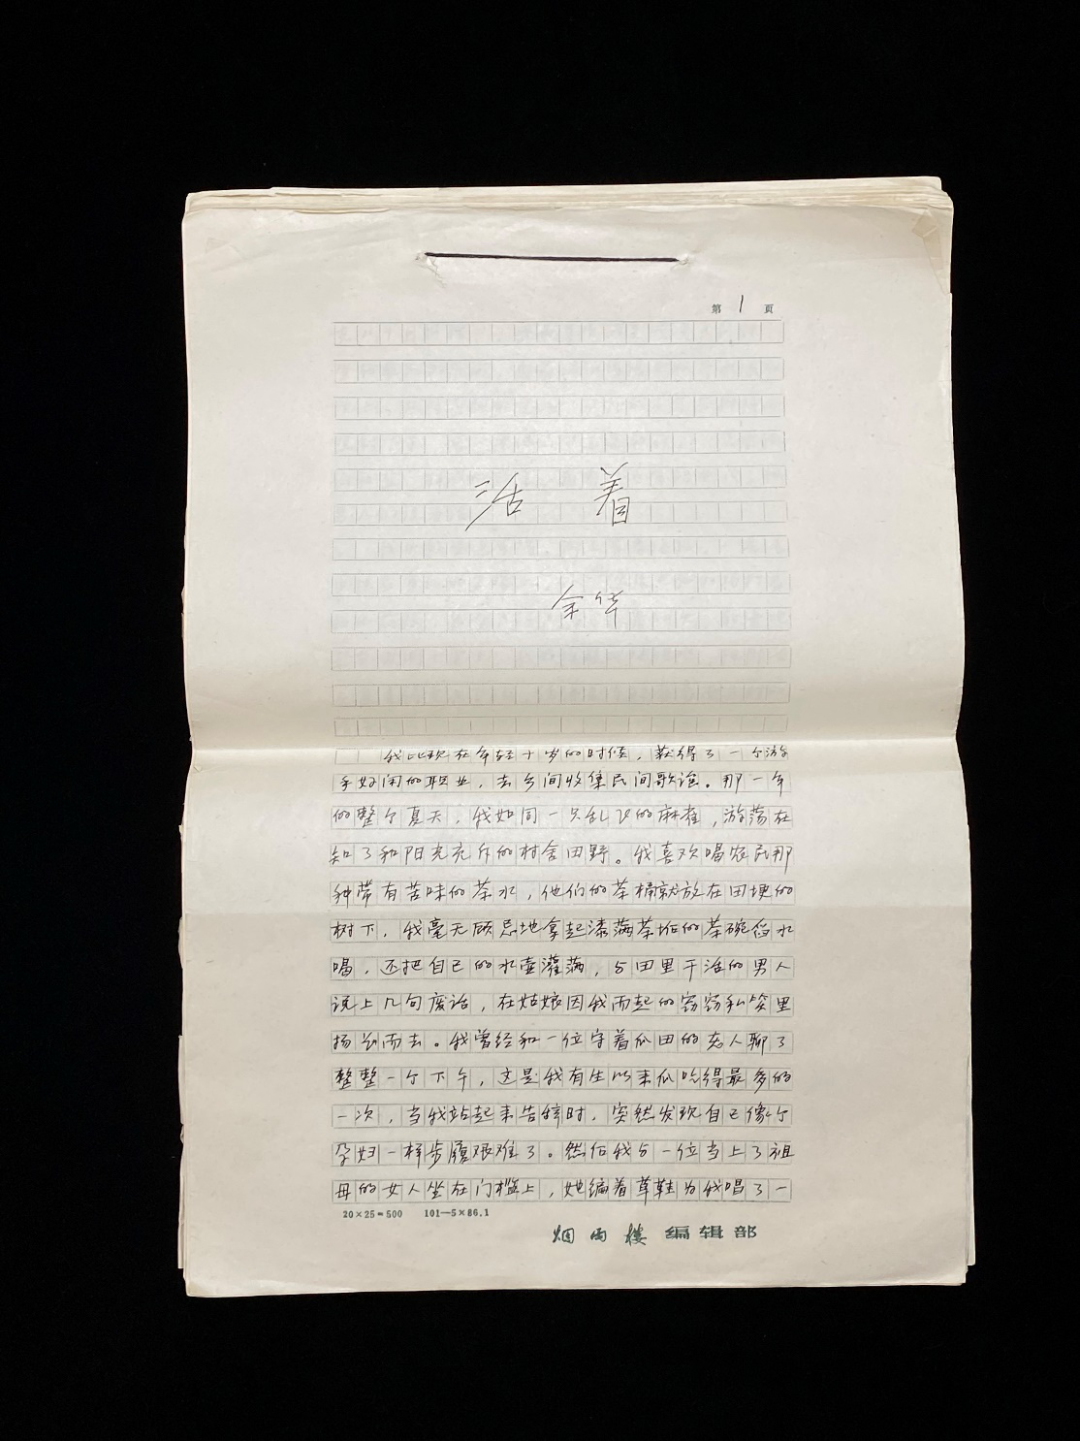 第1页
活着
余华
我比现在年轻十岁的时候，获得了一个游
手好闲的职业，去乡间收集民间歌谣。那一年
的整个夏天，我如同一只乱飞的麻雀，游荡在
知了和阳光充斥的村舍田野。我喜欢喝农民那
种带有苦味的茶水，他们的茶桶就放在田埂的
树下，我毫无顾忌地拿起漆满茶垢的茶碗舀水
喝，还把自己的水壶灌满，与田里干活的男人
说上几句废话，在姑娘因我而起的窃窃私笑里
扬长而去。我曾经和一位守着瓜田的老人聊了
整整一个下午，这是我有生以来瓜吃得最多的
一次，当我站起来告辞时，突然发现自己像个
孕妇一样步履艰难了。然后我与一位当上了祖
母的女人坐在门槛上，她编着草鞋为我唱了一
20×25=500 101—5×86.1
烟雨楼编辑部